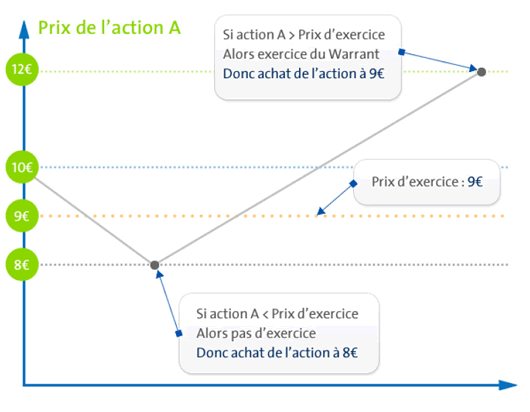 Prix de l'action A
12€
Si action A > Prix d'exercice
Alors exercice du Warrant
Donc achat de l'action à 9€
10€
Prix d'exercice : 9€
9€
8€
Si action A < Prix d'exercice
Alors pas d'exercice
Donc achat de l'action à 8€